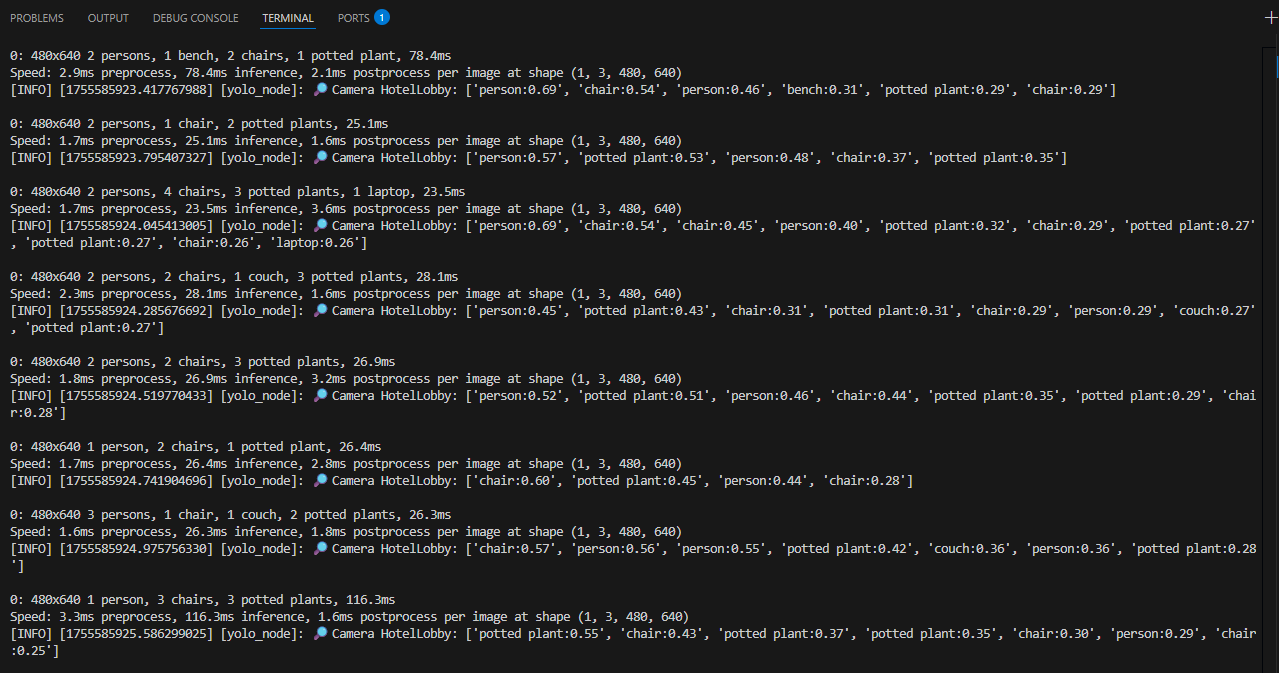 PROBLEMS OUTPUT DEBUG CONSOLE TERMINAL PORTS 1
0: 480x640 2 persons, 1 bench, 2 chairs, 1 potted plant, 78.4ms
Speed: 2.9ms preprocess, 78.4ms inference, 2.1ms postprocess per image at shape (1, 3, 480, 640)
[INFO] [1755585923.417767988] [yolo_node]: 🔎 Camera HotelLobby: ['person:0.69', 'chair:0.54', 'person:0.46', 'bench:0.31', 'potted plant:0.29', 'chair:0.29']
0: 480x640 2 persons, 1 chair, 2 potted plants, 25.1ms
Speed: 1.7ms preprocess, 25.1ms inference, 1.6ms postprocess per image at shape (1, 3, 480, 640)
[INFO] [1755585923.795407327] [yolo_node]: 🔎 Camera HotelLobby: ['person:0.57', 'potted plant:0.53', 'person:0.48', 'chair:0.37', 'potted plant:0.35']
0: 480x640 2 persons, 4 chairs, 3 potted plants, 1 laptop, 23.5ms
Speed: 1.7ms preprocess, 23.5ms inference, 3.6ms postprocess per image at shape (1, 3, 480, 640)
[INFO] [1755585924.045413005] [yolo_node]: 🔎 Camera HotelLobby: ['person:0.69', 'chair:0.54', 'chair:0.45', 'person:0.40', 'potted plant:0.32', 'chair:0.29', 'potted plant:0.27'
, 'potted plant:0.27', 'chair:0.26', 'laptop:0.26']
0: 480x640 2 persons, 2 chairs, 1 couch, 3 potted plants, 28.1ms
Speed: 2.3ms preprocess, 28.1ms inference, 1.6ms postprocess per image at shape (1, 3, 480, 640)
[INFO] [1755585924.285676692] [yolo_node]: 🔎 Camera HotelLobby: ['person:0.45', 'potted plant:0.43', 'chair:0.31', 'potted plant:0.31', 'chair:0.29', 'person:0.29', 'couch:0.27'
, 'potted plant:0.27']
0: 480x640 2 persons, 2 chairs, 3 potted plants, 26.9ms
Speed: 1.8ms preprocess, 26.9ms inference, 3.2ms postprocess per image at shape (1, 3, 480, 640)
[INFO] [1755585924.519770433] [yolo_node]: 🔎 Camera HotelLobby: ['person:0.52', 'potted plant:0.51', 'person:0.46', 'chair:0.44', 'potted plant:0.35', 'potted plant:0.29', 'chai
r:0.28']
0: 480x640 1 person, 2 chairs, 1 potted plant, 26.4ms
Speed: 1.7ms preprocess, 26.4ms inference, 2.8ms postprocess per image at shape (1, 3, 480, 640)
[INFO] [1755585924.741904696] [yolo_node]: 🔎 Camera HotelLobby: ['chair:0.60', 'potted plant:0.45', 'person:0.44', 'chair:0.28']
0: 480x640 3 persons, 1 chair, 1 couch, 2 potted plants, 26.3ms
Speed: 1.6ms preprocess, 26.3ms inference, 1.8ms postprocess per image at shape (1, 3, 480, 640)
[INFO] [1755585924.975756330] [yolo_node]: 🔎 Camera HotelLobby: ['chair:0.57', 'person:0.56', 'person:0.55', 'potted plant:0.42', 'couch:0.36', 'person:0.36', 'potted plant:0.28
']
0: 480x640 1 person, 3 chairs, 3 potted plants, 116.3ms
Speed: 3.3ms preprocess, 116.3ms inference, 1.6ms postprocess per image at shape (1, 3, 480, 640)
[INFO] [1755585925.586299025] [yolo_node]: 🔎 Camera HotelLobby: ['potted plant:0.55', 'chair:0.43', 'potted plant:0.37', 'potted plant:0.35', 'chair:0.30', 'person:0.29', 'chair
:0.25']